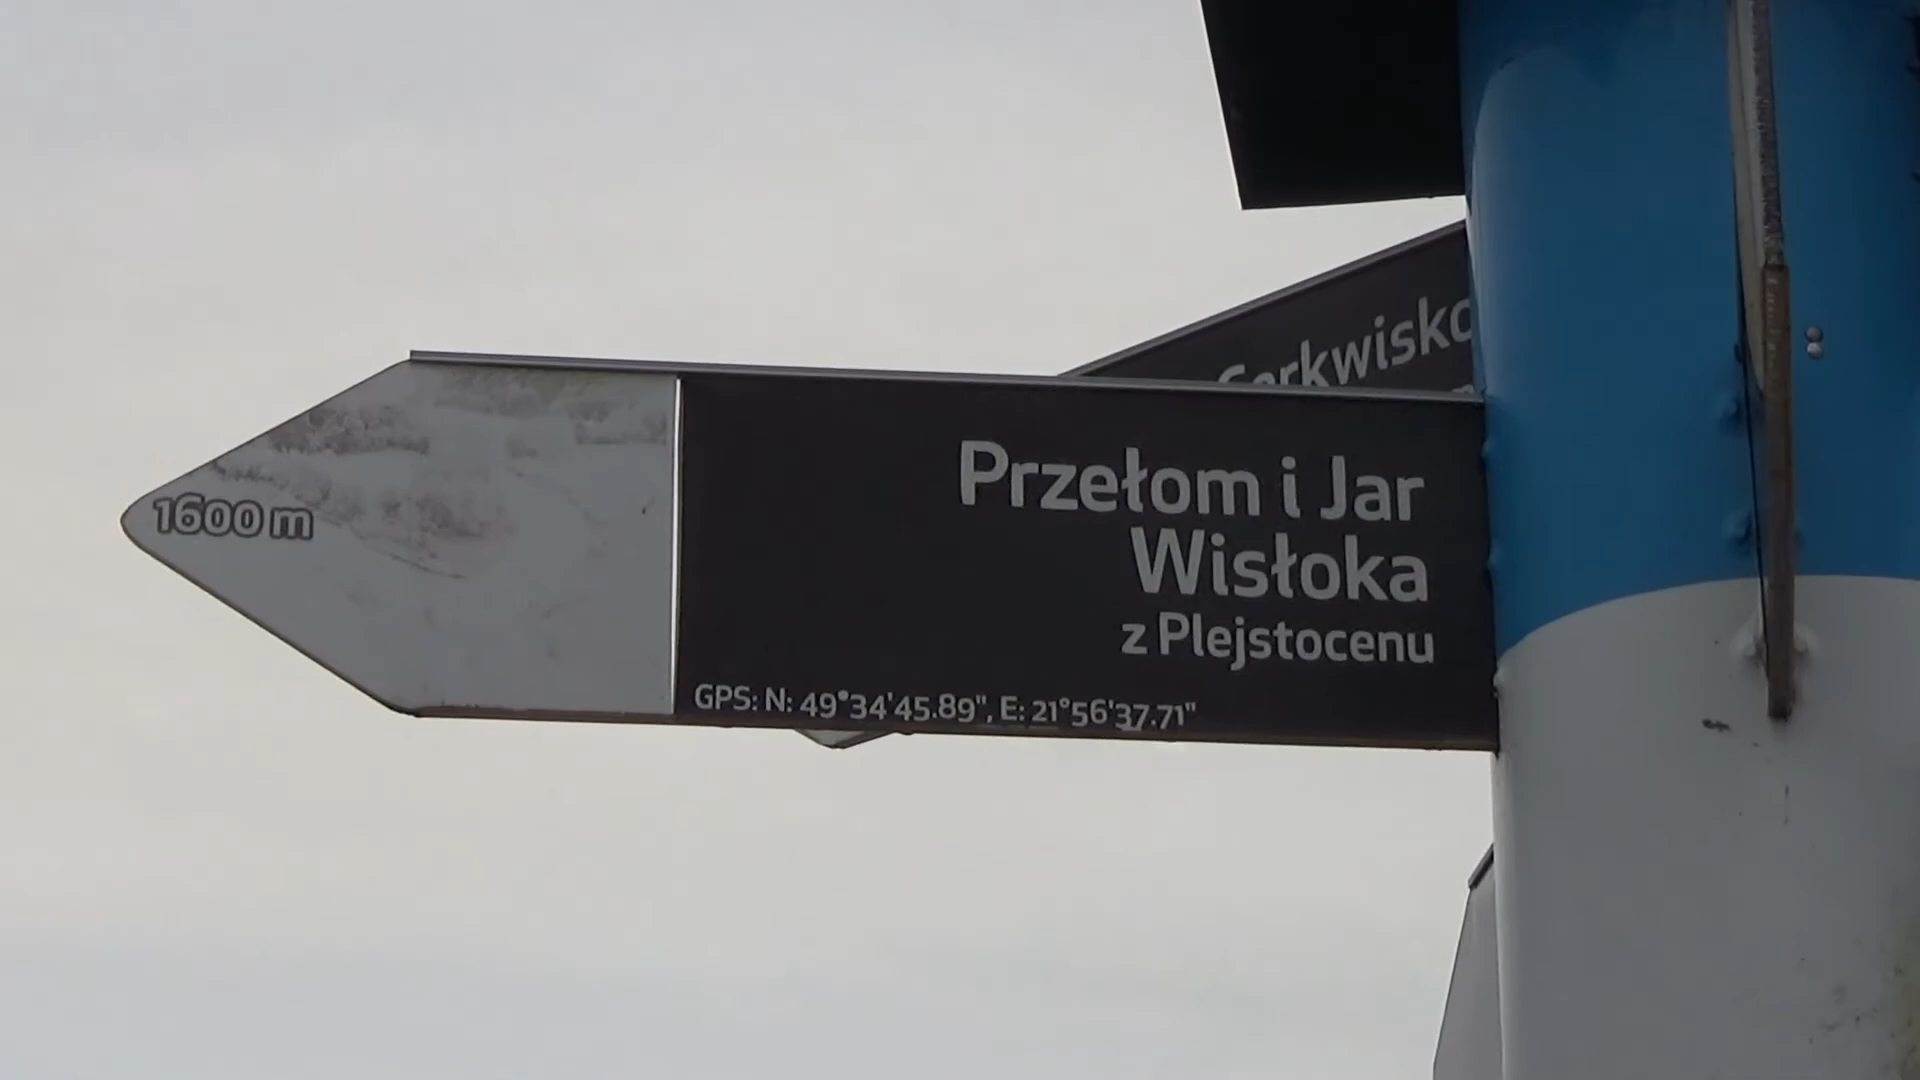 Cerkwisko
1600 m
Przełom i Jar
Wisłoka
z Plejstocenu
GPS: N: 49°34'45.89", E: 21°56'37.71"